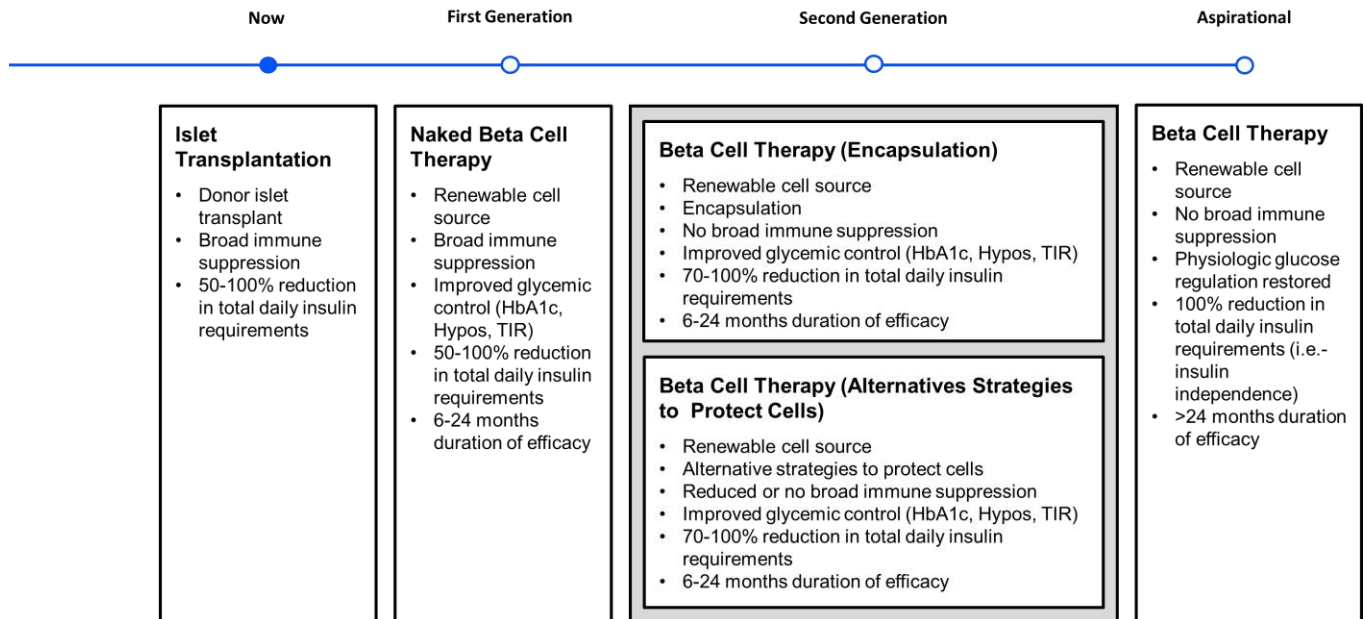 Now
First Generation
Second Generation
Aspirational
Islet
Transplantation
• Donor islet
transplant
• Broad immune
suppression
• 50-100% reduction
in total daily insulin
requirements
Naked Beta Cell
Therapy
• Renewable cell
source
• Broad immune
suppression
• Improved glycemic
control (HbA1c,
Hypos, TIR)
• 50-100% reduction
in total daily insulin
requirements
• 6-24 months
duration of efficacy
Beta Cell Therapy (Encapsulation)
• Renewable cell source
• Encapsulation
• No broad immune suppression
• Improved glycemic control (HbA1c, Hypos, TIR)
• 70-100% reduction in total daily insulin
requirements
• 6-24 months duration of efficacy
Beta Cell Therapy (Alternatives Strategies
to Protect Cells)
• Renewable cell source
• Alternative strategies to protect cells
• Reduced or no broad immune suppression
• Improved glycemic control (HbA1c, Hypos, TIR)
• 70-100% reduction in total daily insulin
requirements
• 6-24 months duration of efficacy
Beta Cell Therapy
• Renewable cell
source
• No broad immune
suppression
• Physiologic glucose
regulation restored
• 100% reduction in
total daily insulin
requirements (i.e.-
insulin
independence)
• >24 months duration
of efficacy